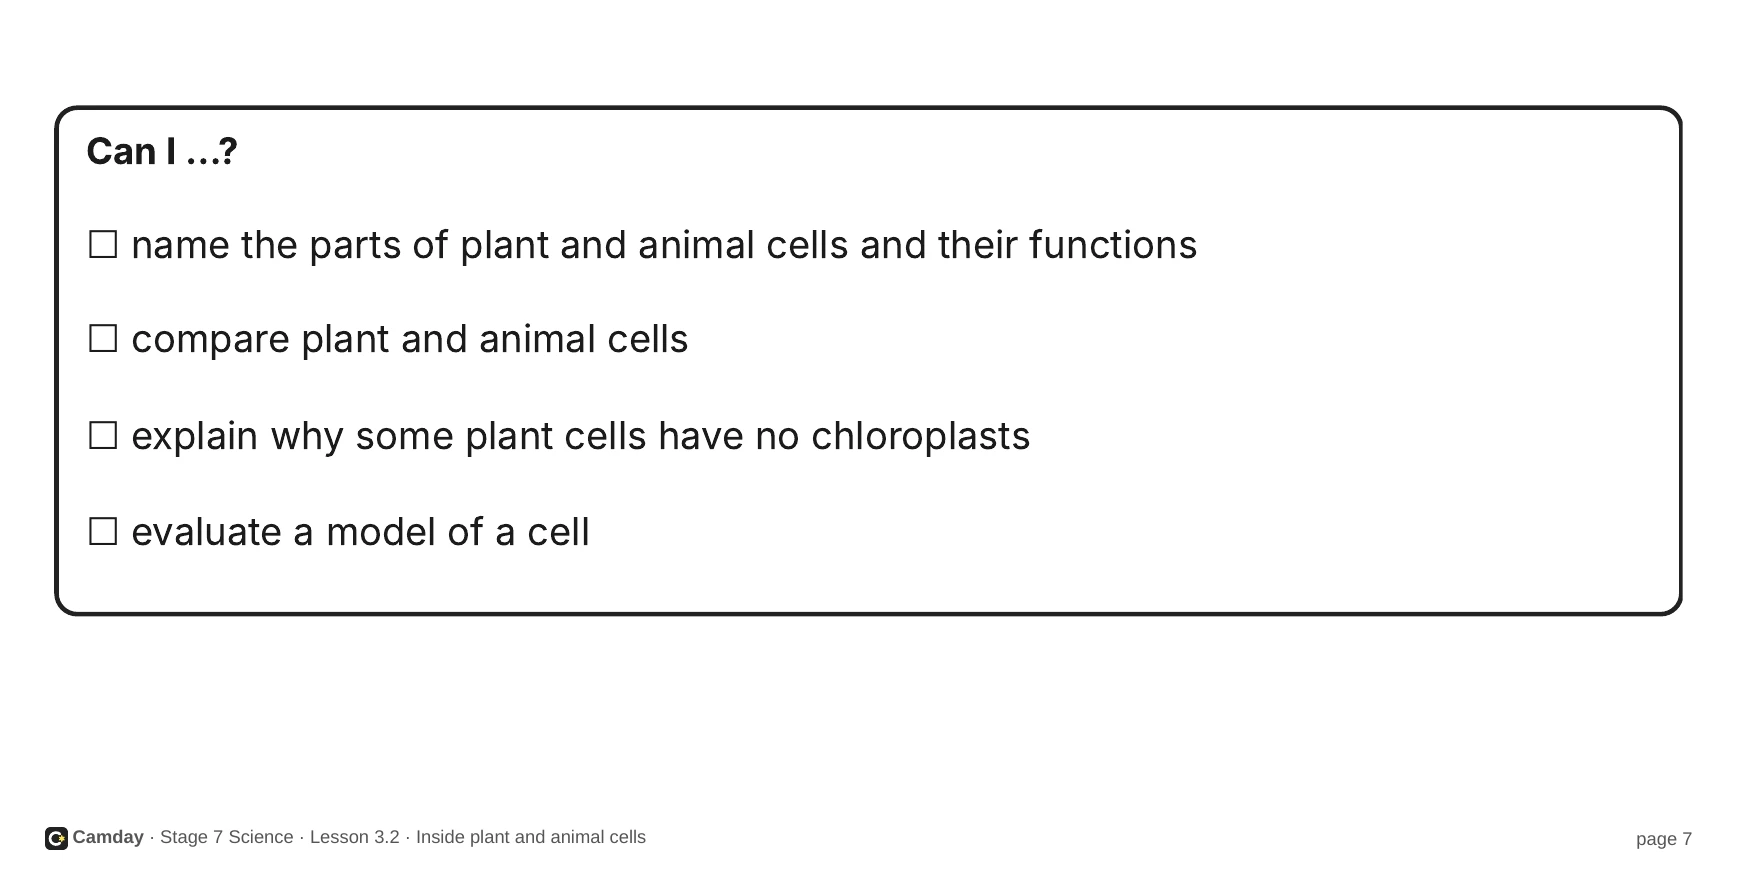 Can I ...?
☐ name the parts of plant and animal cells and their functions
☐ compare plant and animal cells
☐ explain why some plant cells have no chloroplasts
☐ evaluate a model of a cell
Camday · Stage 7 Science · Lesson 3.2 · Inside plant and animal cells
page 7